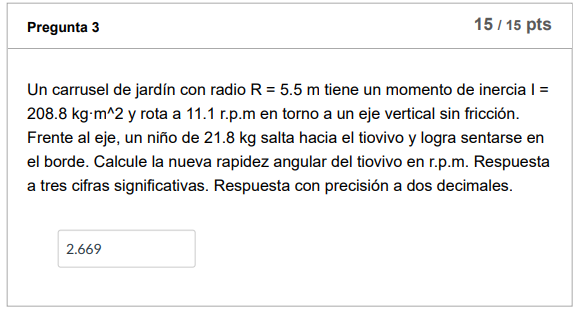 Pregunta 3
15 / 15 pts
Un carrusel de jardín con radio R = 5.5 m tiene un momento de inercia I =
208.8 kg·m^2 y rota a 11.1 r.p.m en torno a un eje vertical sin fricción.
Frente al eje, un niño de 21.8 kg salta hacia el tiovivo y logra sentarse en
el borde. Calcule la nueva rapidez angular del tiovivo en r.p.m. Respuesta
a tres cifras significativas. Respuesta con precisión a dos decimales.
2.669